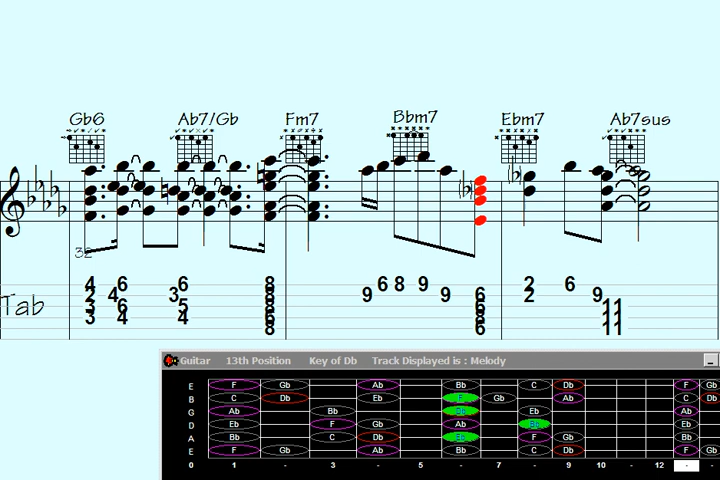 Gb6 Ab7/Gb Fm7 Bbm7 Ebm7 Ab7sus
32
4 6 6 8 6 8 9 2 6
2 4 3 8 9 9 6 2 9
3 6 5 8 6 11
3 4 4 6 8 11
8 6 11
Tab
Guitar 13th Position Key of Db Track Displayed is : Melody
E F Gb Ab Bb C Db F Gb
B C Db Eb F Gb Ab C Db
G Ab Bb Db Eb Ab
D Eb F Gb Ab Bb Eb
A Bb C Db Eb F Gb Bb
E F Gb Ab Bb C Db F Gb
0 1 - 3 - 5 - 7 - 9 10 - 12 - -